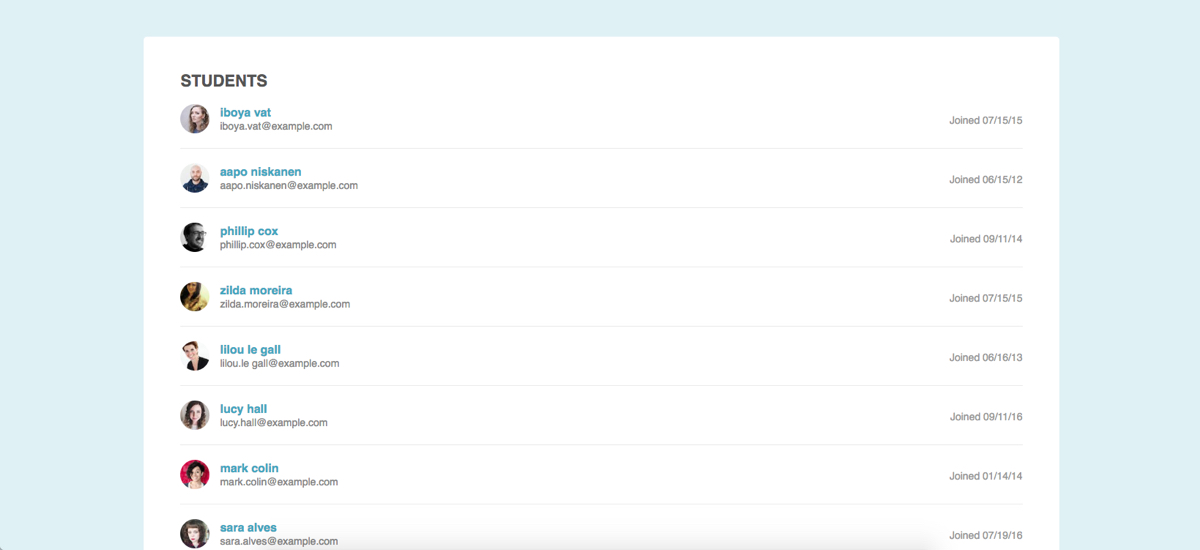 STUDENTS
iboya vat
iboya.vat@example.com
Joined 07/15/15
aapo niskanen
aapo.niskanen@example.com
Joined 06/15/12
phillip cox
phillip.cox@example.com
Joined 09/11/14
zilda moreira
zilda.moreira@example.com
Joined 07/15/15
lilou le gall
lilou.le gall@example.com
Joined 06/16/13
lucy hall
lucy.hall@example.com
Joined 09/11/16
mark colin
mark.colin@example.com
Joined 01/14/14
sara alves
sara.alves@example.com
Joined 07/19/16